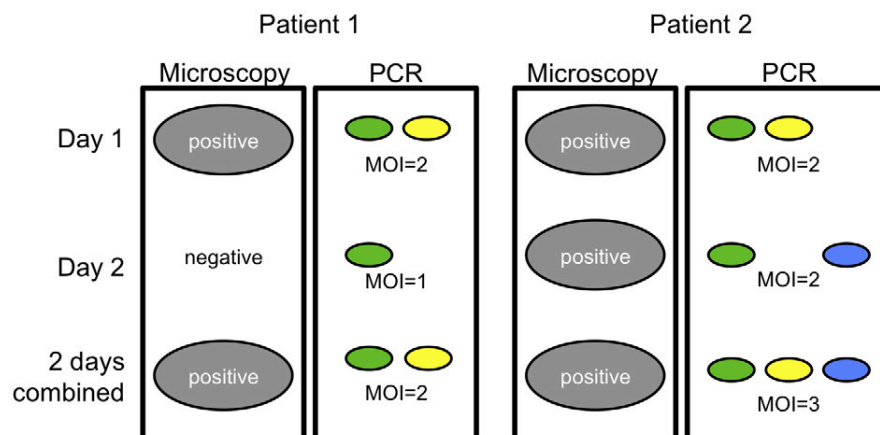 Patient 1
Patient 2
Microscopy
PCR
Microscopy
PCR
Day 1
positive
MOI=2
positive
MOI=2
Day 2
negative
MOI=1
positive
MOI=2
2 days
combined
positive
MOI=2
positive
MOI=3